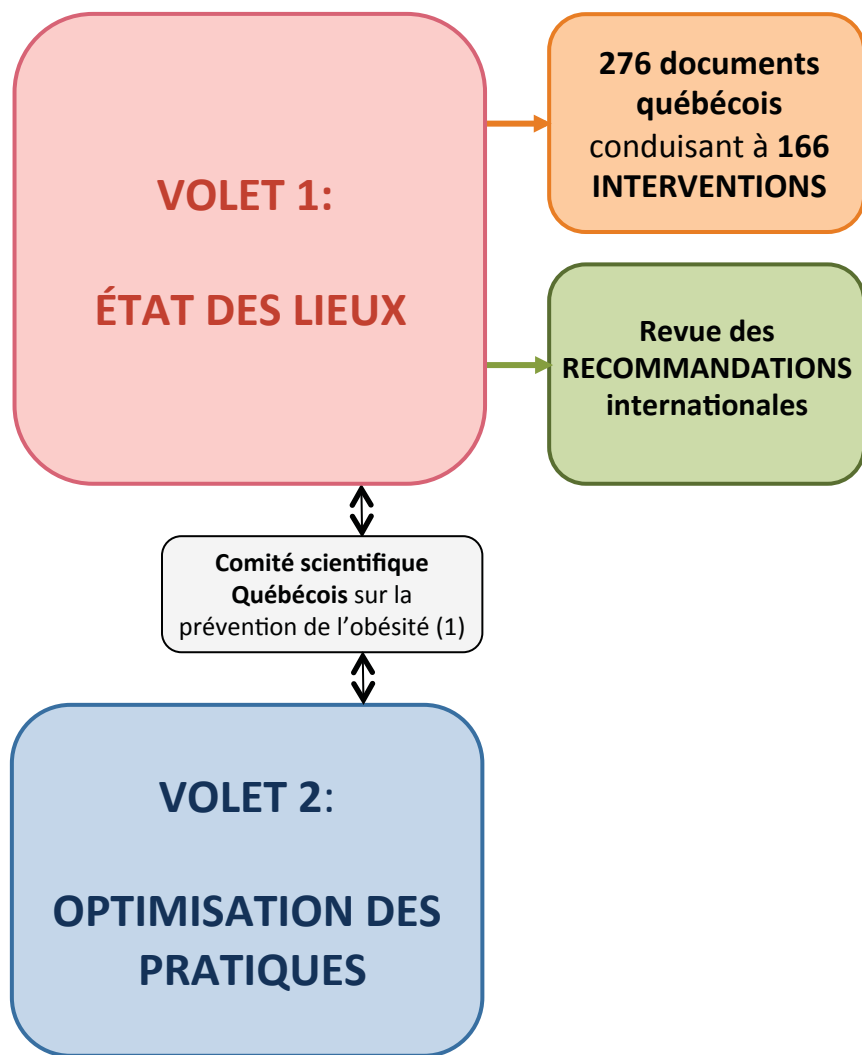 VOLET 1:
ÉTAT DES LIEUX
276 documents
québécois
conduisant à 166
INTERVENTIONS
Revue des
RECOMMANDATIONS
internationales
Comité scientifique
Québécois sur la
prévention de l'obésité (1)
VOLET 2:
OPTIMISATION DES
PRATIQUES